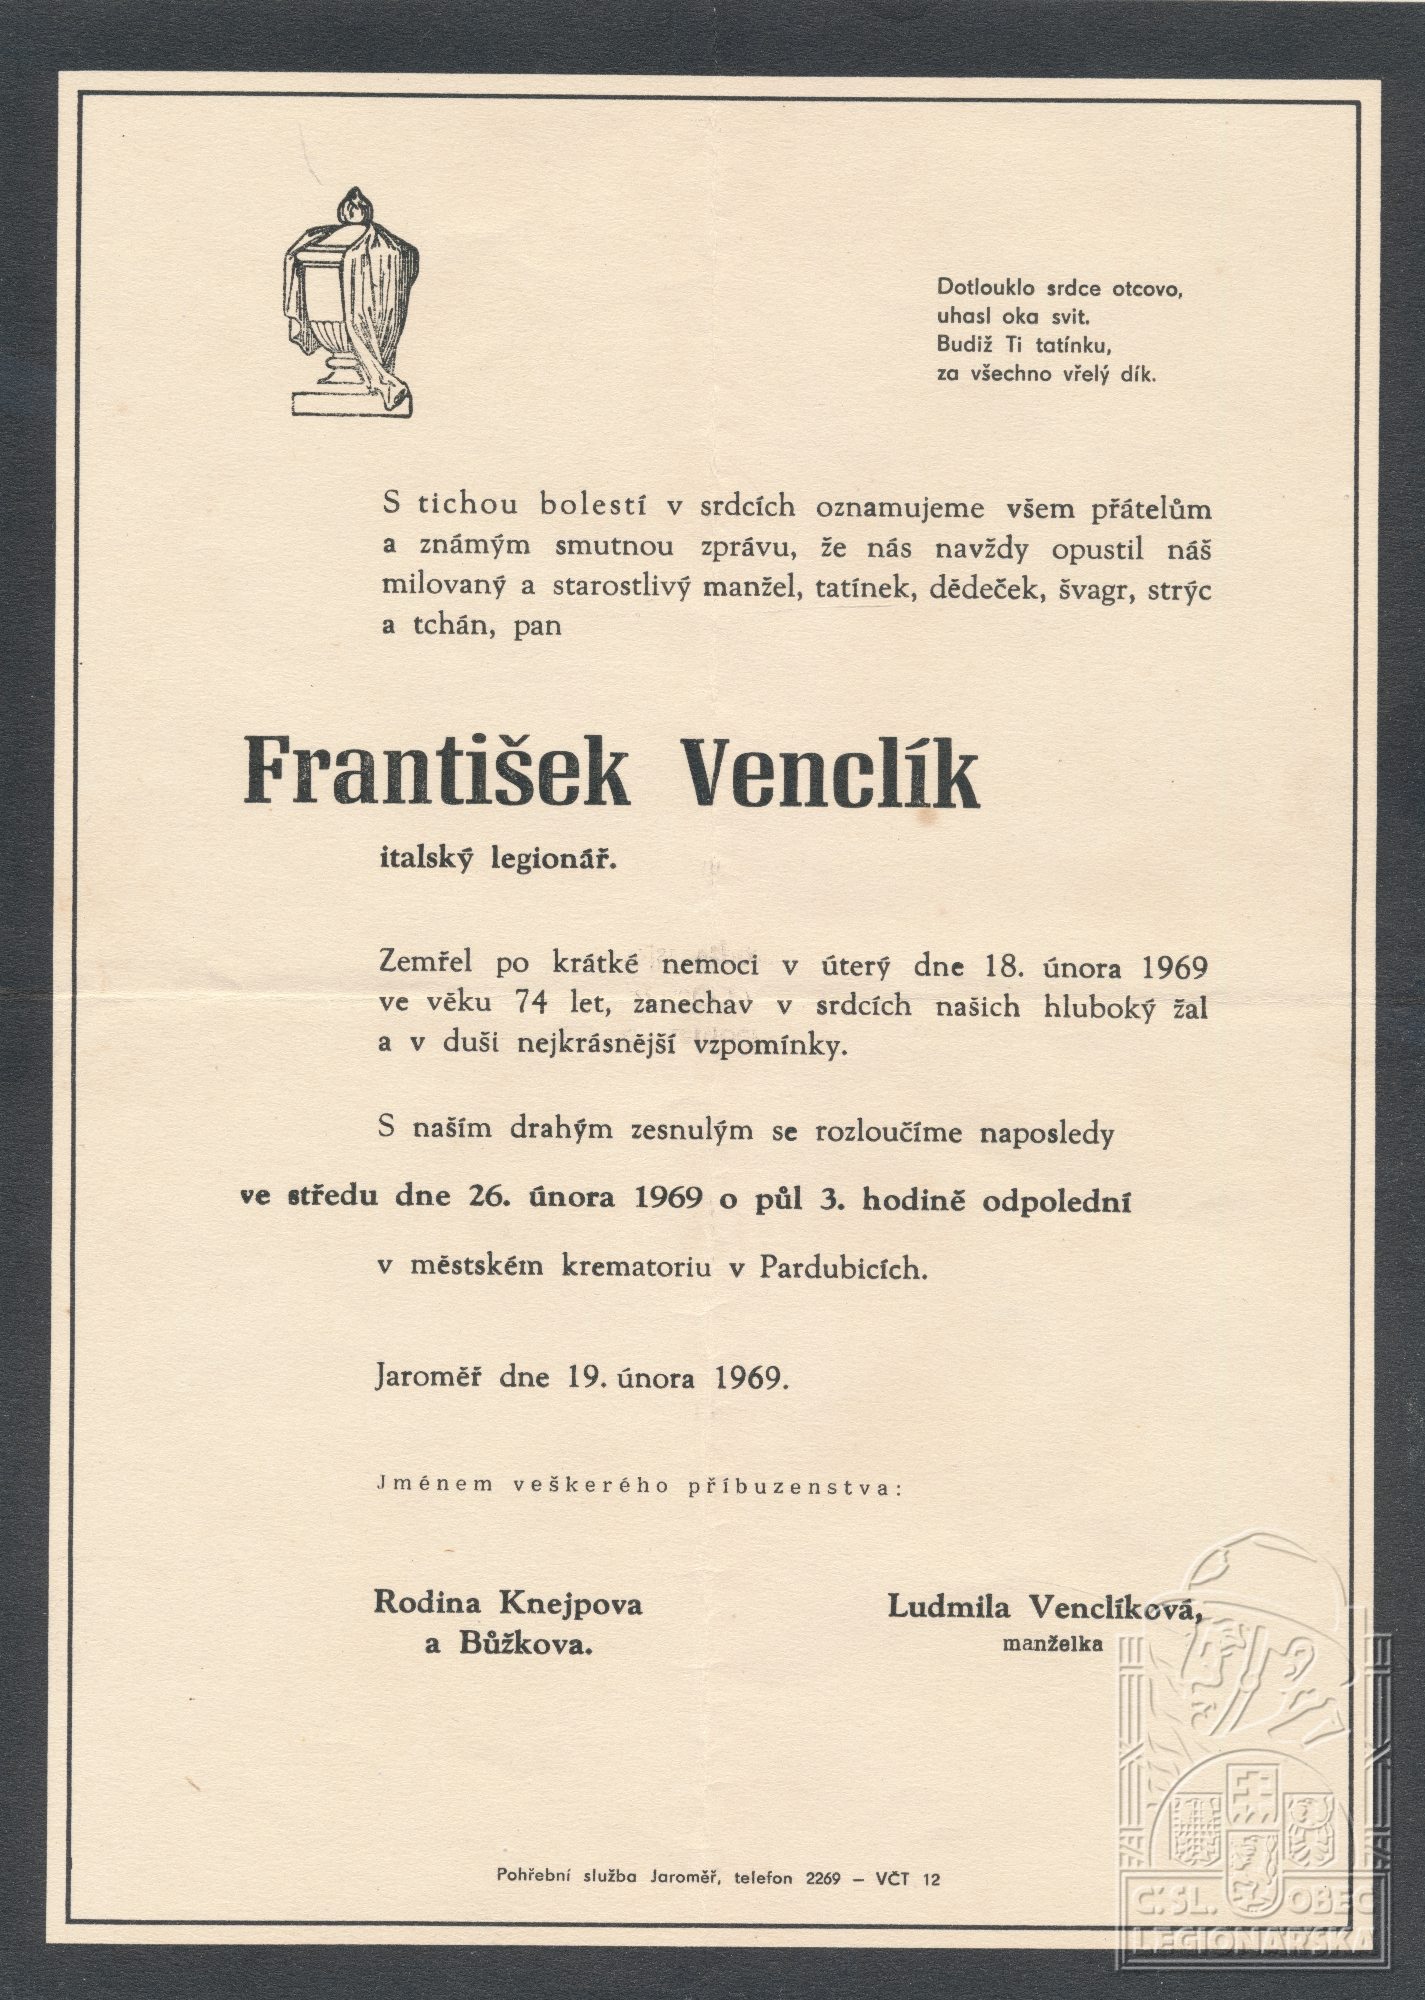 Dotlouklo srdce otcovo,
uhasl oka svit.
Budiž Ti tatínku,
za všechno vřelý dík.
S tichou bolestí v srdcích oznamujeme všem přátelům
a známým smutnou zprávu, že nás navždy opustil náš
milovaný a starostlivý manžel, tatínek, dědeček, švagr, strýc
a tchán, pan
František Venclík
italský legionář.
Zemřel po krátké nemoci v úterý dne 18. února 1969
ve věku 74 let, zanechav v srdcích našich hluboký žal
a v duši nejkrásnější vzpomínky.
S naším drahým zesnulým se rozloučíme naposledy
ve středu dne 26. února 1969 o půl 3. hodině odpolední
v městském krematoriu v Pardubicích.
Jaroměř dne 19. února 1969.
Jménem veškerého příbuzenstva:
Rodina Knejpova
a Bůžkova.
Ludmila Venclíková,
manželka
Pohřební služba Jaroměř, telefon 2269 — VČT 12
Č.SL. OBEC
LEGIONÁŘSKÁ